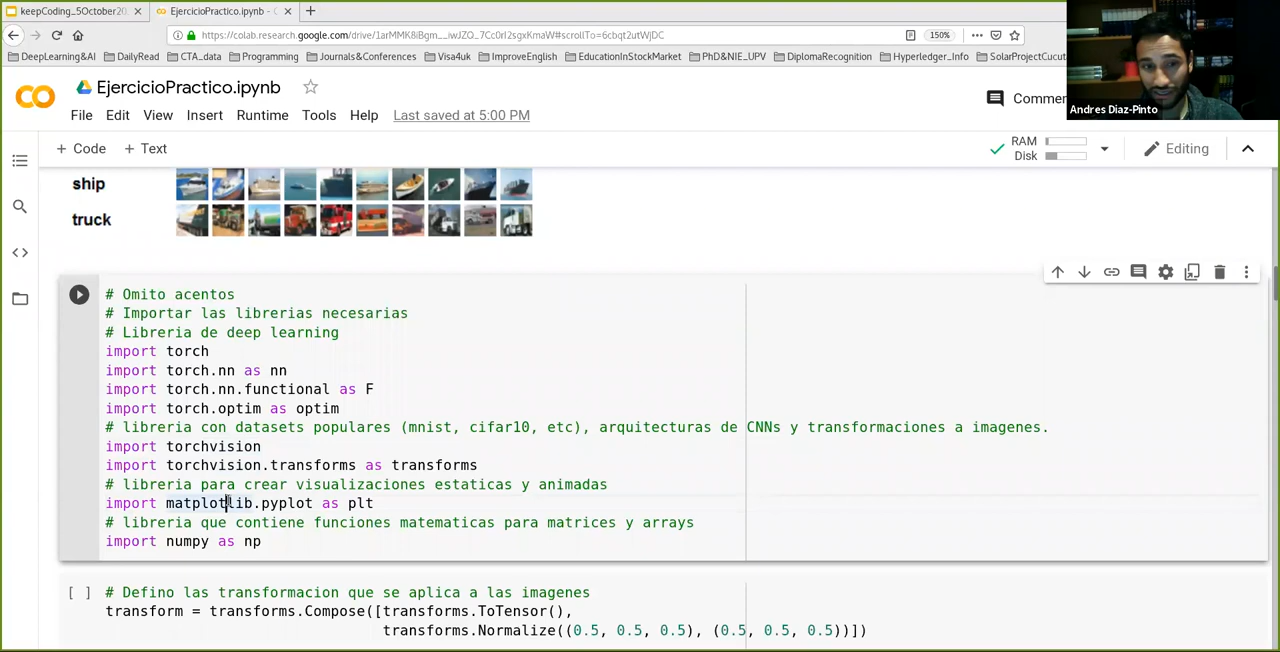 keepCoding_5October20
EjercicioPractico.ipynb - C
https://colab.research.google.com/drive/1arMMK8iBgm__iwJZQ_7Cc0rI2sgxKmaW#scrollTo=6cbqt2utWjDC
150%
DeepLearning&AI DailyRead CTA_data Programming Journals&Conferences Visa4uk ImproveEnglish EducationInStockMarket PhD&NIE_UPV DiplomaRecognition Hyperledger_Info SolarProjectCucut
Andres Diaz-Pinto
EjercicioPractico.ipynb
File Edit View Insert Runtime Tools Help Last saved at 5:00 PM
Comme
+ Code + Text
RAM
Disk
Editing
ship
truck
# Omito acentos
# Importar las librerias necesarias
# Libreria de deep learning
import torch
import torch.nn as nn
import torch.nn.functional as F
import torch.optim as optim
# libreria con datasets populares (mnist, cifar10, etc), arquitecturas de CNNs y transformaciones a imagenes.
import torchvision
import torchvision.transforms as transforms
# libreria para crear visualizaciones estaticas y animadas
import matplotlib.pyplot as plt
# libreria que contiene funciones matematicas para matrices y arrays
import numpy as np
[ ] # Defino las transformacion que se aplica a las imagenes
transform = transforms.Compose([transforms.ToTensor(),
transforms.Normalize((0.5, 0.5, 0.5), (0.5, 0.5, 0.5))])